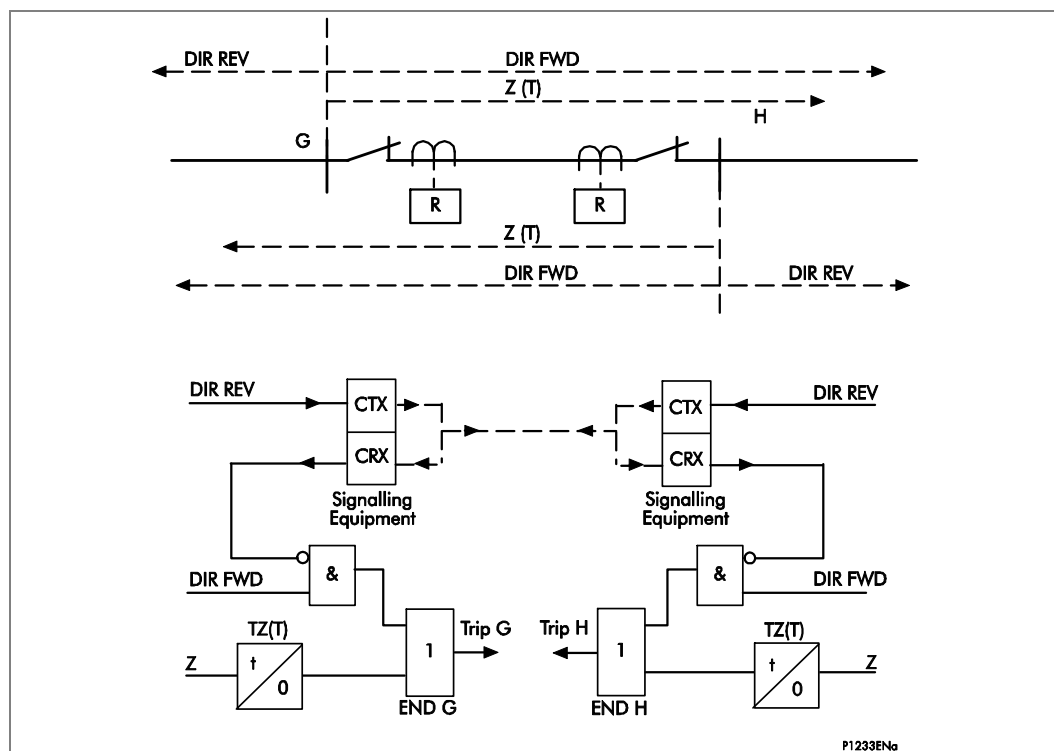 DIR REV
DIR FWD
Z (T)
H
G
R
R
Z (T)
DIR FWD
DIR REV
DIR REV
CTX
CTX
DIR REV
CRX
CRX
Signalling
Equipment
Signalling
Equipment
&
&
DIR FWD
DIR FWD
TZ(T)
Trip G
Trip H
TZ(T)
Z
t
0
1
1
t
0
Z
END G
END H
P1233ENa